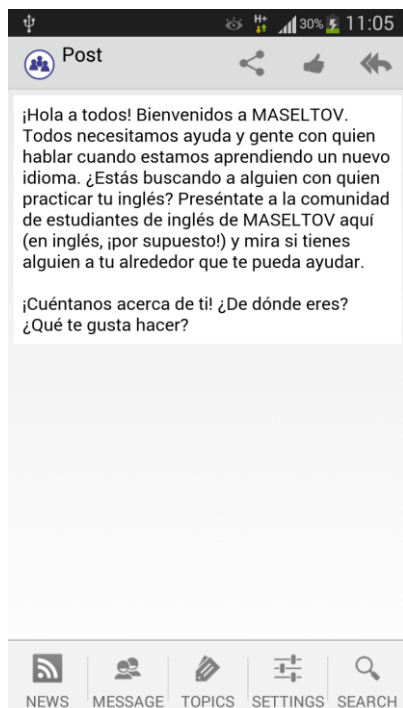 30% 11:05
Post
¡Hola a todos! Bienvenidos a MASELTOV.
Todos necesitamos ayuda y gente con quien
hablar cuando estamos aprendiendo un nuevo
idioma. ¿Estás buscando a alguien con quien
practicar tu inglés? Preséntate a la comunidad
de estudiantes de inglés de MASELTOV aquí
(en inglés, ¡por supuesto!) y mira si tienes
alguien a tu alrededor que te pueda ayudar.
¡Cuéntanos acerca de ti! ¿De dónde eres?
¿Qué te gusta hacer?
NEWS MESSAGE TOPICS SETTINGS SEARCH